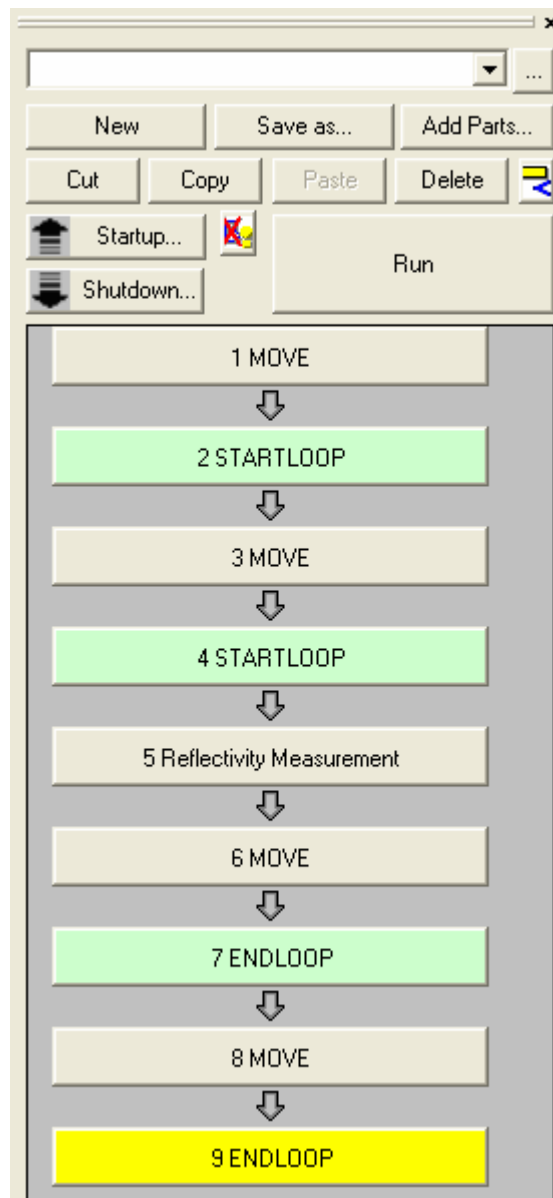 ...
New Save as... Add Parts...
Cut Copy Paste Delete
Startup...
Run
Shutdown...
1 MOVE
2 STARTLOOP
3 MOVE
4 STARTLOOP
5 Reflectivity Measurement
6 MOVE
7 ENDLOOP
8 MOVE
9 ENDLOOP